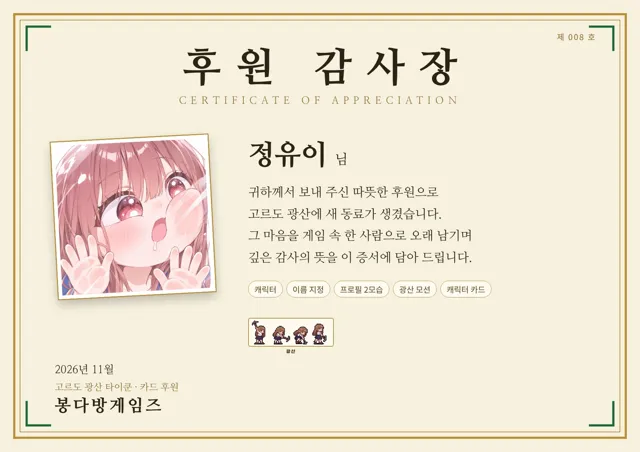 제 008 호
후원 감사장
CERTIFICATE OF APPRECIATION
정유이 님
귀하께서 보내 주신 따뜻한 후원으로
고르도 광산에 새 동료가 생겼습니다.
그 마음을 게임 속 한 사람으로 오래 남기며
깊은 감사의 뜻을 이 증서에 담아 드립니다.
캐릭터 이름 지정 프로필 2모습 광산 모션 캐릭터 카드
광산
2026년 11월
고르도 광산 타이쿤 · 카드 후원
봉다방게임즈